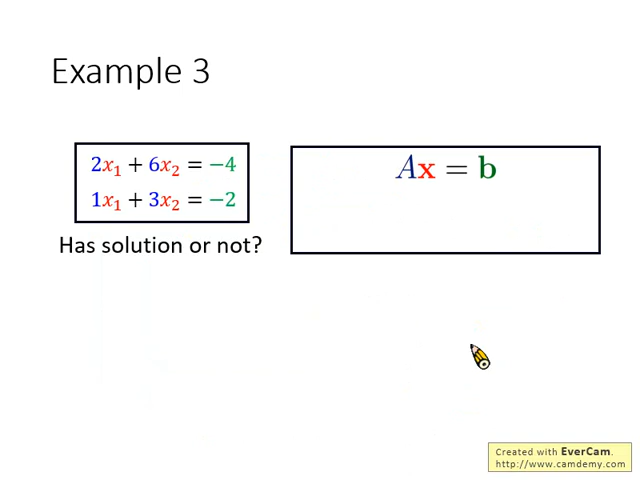 Example 3
2x₁ + 6x₂ = −4
1x₁ + 3x₂ = −2
Has solution or not?
Ax = b
Created with EverCam.
http://www.camdemy.com